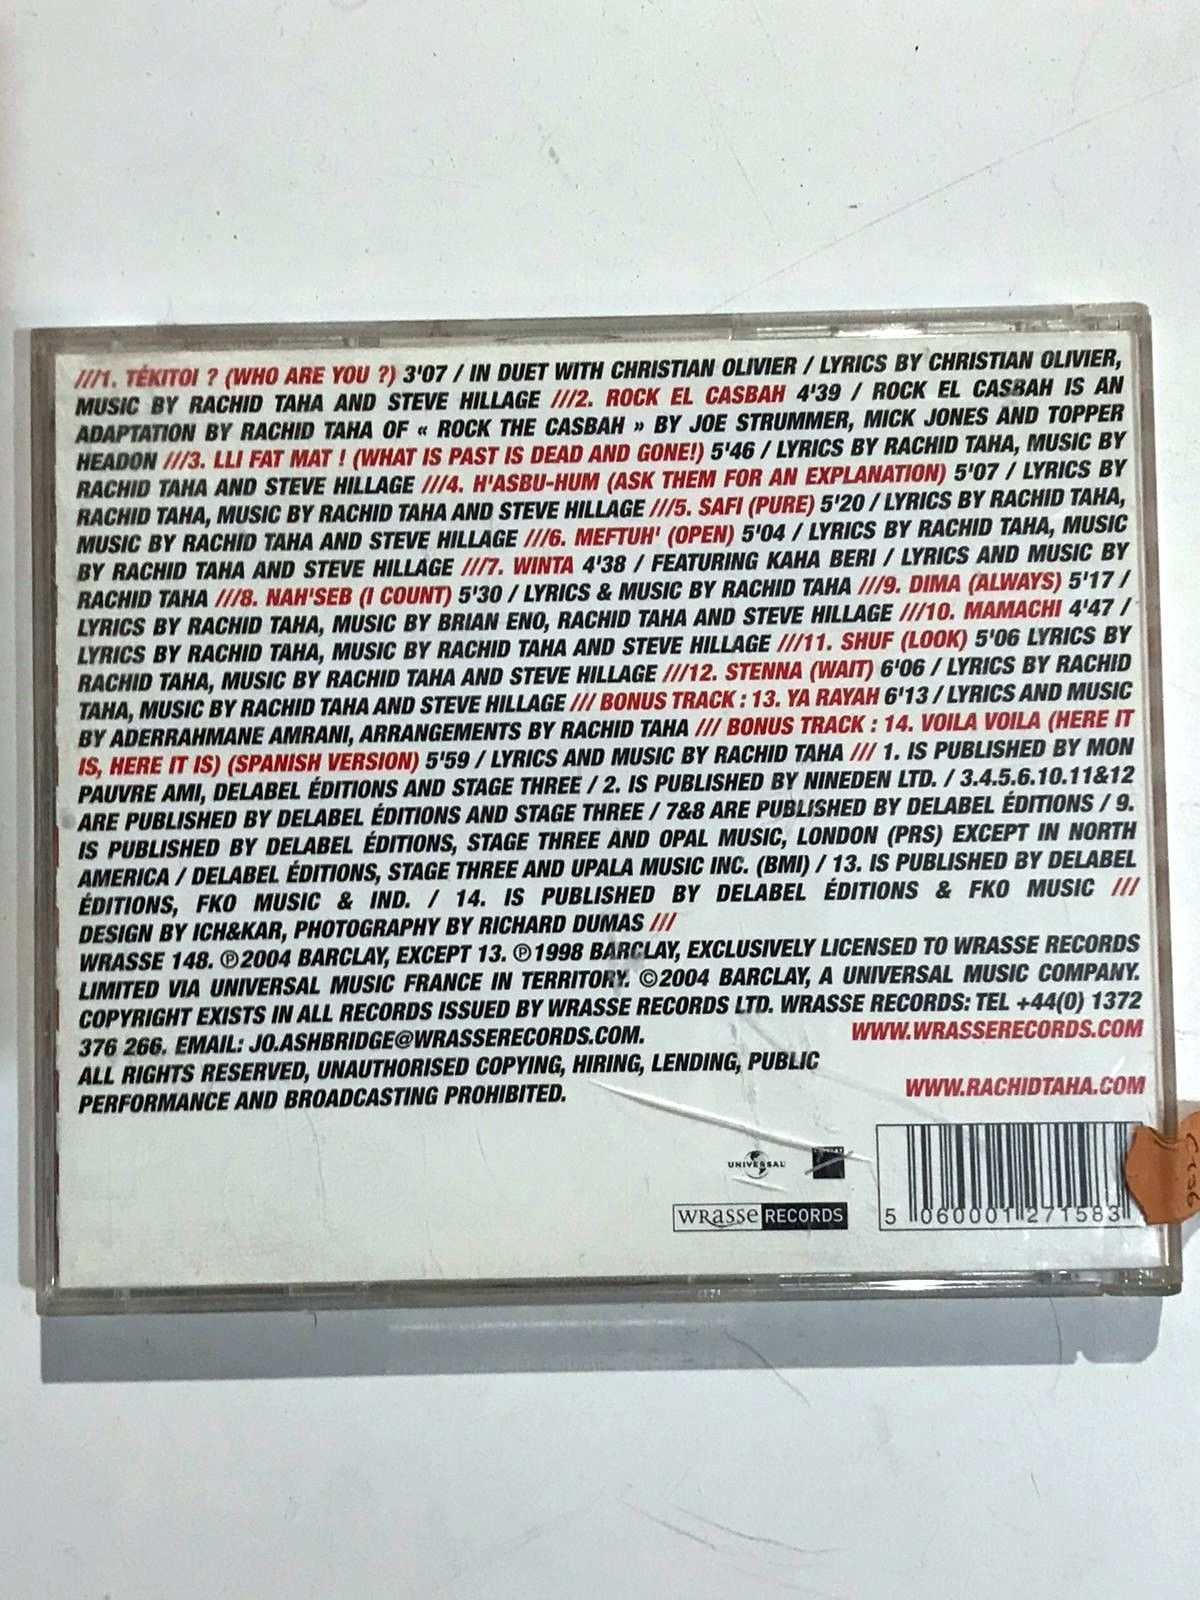 ///1. TÉKITOI ? (WHO ARE YOU ?) 3'07 / IN DUET WITH CHRISTIAN OLIVIER / LYRICS BY CHRISTIAN OLIVIER,
MUSIC BY RACHID TAHA AND STEVE HILLAGE ///2. ROCK EL CASBAH 4'39 / ROCK EL CASBAH IS AN
ADAPTATION BY RACHID TAHA OF « ROCK THE CASBAH » BY JOE STRUMMER, MICK JONES AND TOPPER
HEADON ///3. LLI FAT MAT ! (WHAT IS PAST IS DEAD AND GONE!) 5'46 / LYRICS BY RACHID TAHA, MUSIC BY
RACHID TAHA AND STEVE HILLAGE ///4. H'ASBU-HUM (ASK THEM FOR AN EXPLANATION) 5'07 / LYRICS BY
RACHID TAHA, MUSIC BY RACHID TAHA AND STEVE HILLAGE ///5. SAFI (PURE) 5'20 / LYRICS BY RACHID TAHA,
MUSIC BY RACHID TAHA AND STEVE HILLAGE ///6. MEFTUH' (OPEN) 5'04 / LYRICS BY RACHID TAHA, MUSIC
BY RACHID TAHA AND STEVE HILLAGE ///7. WINTA 4'38 / FEATURING KAHA BERI / LYRICS AND MUSIC BY
RACHID TAHA ///8. NAH'SEB (I COUNT) 5'30 / LYRICS & MUSIC BY RACHID TAHA ///9. DIMA (ALWAYS) 5'17 /
LYRICS BY RACHID TAHA, MUSIC BY BRIAN ENO, RACHID TAHA AND STEVE HILLAGE ///10. MAMACHI 4'47 /
LYRICS BY RACHID TAHA, MUSIC BY RACHID TAHA AND STEVE HILLAGE ///11. SHUF (LOOK) 5'06 LYRICS BY
RACHID TAHA, MUSIC BY RACHID TAHA AND STEVE HILLAGE ///12. STENNA (WAIT) 6'06 / LYRICS BY RACHID
TAHA, MUSIC BY RACHID TAHA AND STEVE HILLAGE /// BONUS TRACK : 13. YA RAYAH 6'13 / LYRICS AND MUSIC
BY ADERRAHMANE AMRANI, ARRANGEMENTS BY RACHID TAHA /// BONUS TRACK : 14. VOILA VOILA (HERE IT
IS, HERE IT IS) (SPANISH VERSION) 5'59 / LYRICS AND MUSIC BY RACHID TAHA /// 1. IS PUBLISHED BY MON
PAUVRE AMI, DELABEL ÉDITIONS AND STAGE THREE / 2. IS PUBLISHED BY NINEDEN LTD. / 3.4.5.6.10.11&12
ARE PUBLISHED BY DELABEL ÉDITIONS AND STAGE THREE / 7&8 ARE PUBLISHED BY DELABEL ÉDITIONS / 9.
IS PUBLISHED BY DELABEL ÉDITIONS, STAGE THREE AND OPAL MUSIC, LONDON (PRS) EXCEPT IN NORTH
AMERICA / DELABEL ÉDITIONS, STAGE THREE AND UPALA MUSIC INC. (BMI) / 13. IS PUBLISHED BY DELABEL
ÉDITIONS, FKO MUSIC & IND. / 14. IS PUBLISHED BY DELABEL ÉDITIONS & FKO MUSIC ///
DESIGN BY ICH&KAR, PHOTOGRAPHY BY RICHARD DUMAS ///
WRASSE 148. ℗2004 BARCLAY, EXCEPT 13. ℗1998 BARCLAY, EXCLUSIVELY LICENSED TO WRASSE RECORDS
LIMITED VIA UNIVERSAL MUSIC FRANCE IN TERRITORY. ©2004 BARCLAY, A UNIVERSAL MUSIC COMPANY.
COPYRIGHT EXISTS IN ALL RECORDS ISSUED BY WRASSE RECORDS LTD. WRASSE RECORDS: TEL +44(0) 1372
376 266. EMAIL: JO.ASHBRIDGE@WRASSERECORDS.COM. WWW.WRASSERECORDS.COM
ALL RIGHTS RESERVED, UNAUTHORISED COPYING, HIRING, LENDING, PUBLIC
PERFORMANCE AND BROADCASTING PROHIBITED. WWW.RACHIDTAHA.COM
UNIVERSAL
wrasse RECORDS
5 060001 271583